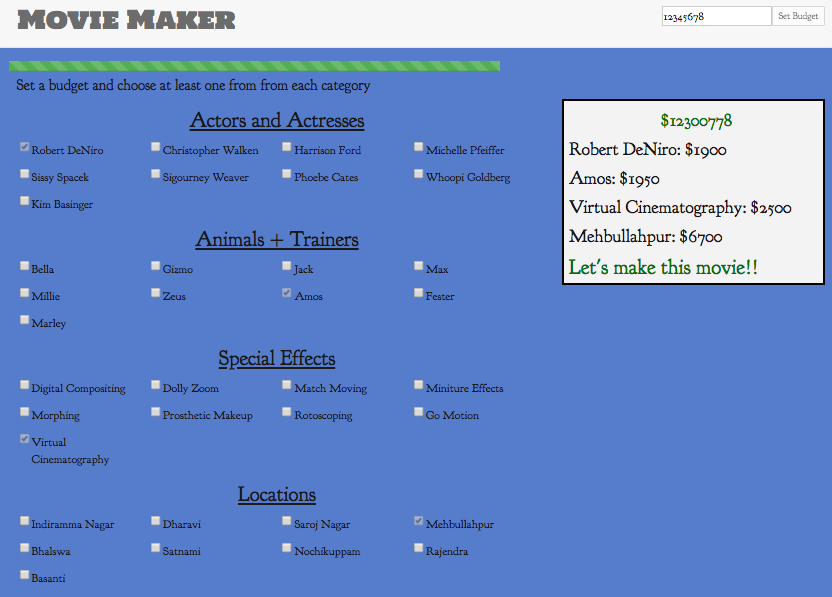 Movie Maker
12345678 Set Budget
Set a budget and choose at least one from from each category
Actors and Actresses
Robert DeNiro Christopher Walken Harrison Ford Michelle Pfeiffer
Sissy Spacek Sigourney Weaver Phoebe Cates Whoopi Goldberg
Kim Basinger
Animals + Trainers
Bella Gizmo Jack Max
Millie Zeus Amos Fester
Marley
Special Effects
Digital Compositing Dolly Zoom Match Moving Miniture Effects
Morphing Prosthetic Makeup Rotoscoping Go Motion
Virtual
Cinematography
Locations
Indiramma Nagar Dharavi Saroj Nagar Mehbullahpur
Bhalswa Satnami Nochikuppam Rajendra
Basanti
$12300778
Robert DeNiro: $1900
Amos: $1950
Virtual Cinematography: $2500
Mehbullahpur: $6700
Let's make this movie!!